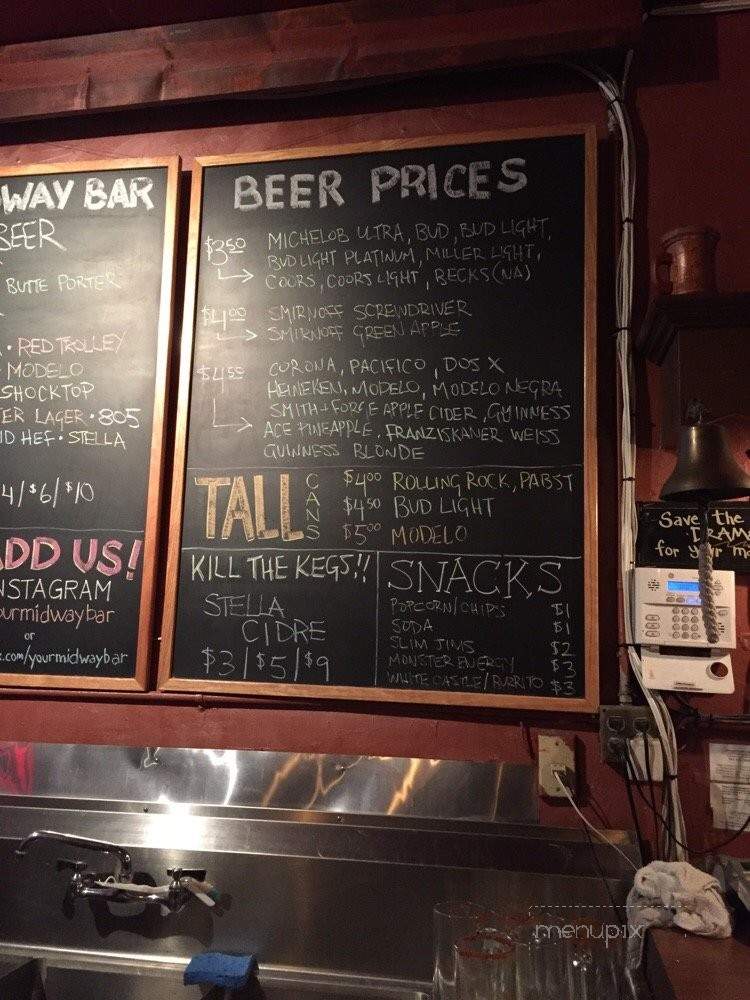 WAY BAR
BEER
BUTTE PORTER
RED TROLLEY
MODELO
SHOCKTOP
ER LAGER • 805
ID HEF • STELLA
4/$6/$10
ADD US!
NSTAGRAM
ourmidwaybar
or
.com/yourmidwaybar
BEER PRICES
$3.50 MICHELOB ULTRA, BUD, BUD LIGHT,
BUD LIGHT PLATINUM, MILLER LIGHT,
COORS, COORS LIGHT, BECKS (NA)
$4.00 SMIRNOFF SCREWDRIVER
SMIRNOFF GREEN APPLE
$4.50 CORONA, PACIFICO, DOS X
HEINEKEN, MODELO, MODELO NEGRA
SMITH + FORGE APPLE CIDER, GUINNESS
ACE PINEAPPLE, FRANZISKANER WEISS
GUINNESS BLONDE
TALL CANS
$4.00 ROLLING ROCK, PABST
$4.50 BUD LIGHT
$5.00 MODELO
KILL THE KEGS!!
STELLA
CIDRE
$3/$5/$9
SNACKS
POPCORN/CHIPS $1
SODA $1
SLIM JIMS $2
MONSTER ENERGY $3
WHITE CASTLE/BURRITO $3
Save the
DRAMA
for your
menupix